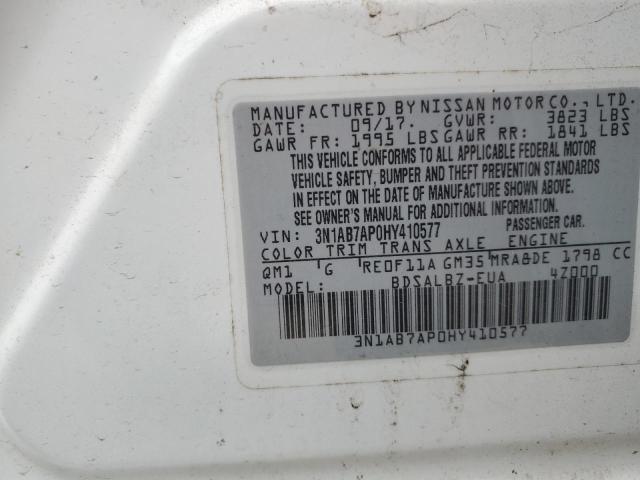 MANUFACTURED BY NISSAN MOTOR CO., LTD.
DATE: 09/17. GVWR: 3823 LBS
GAWR FR: 1995 LBS GAWR RR: 1841 LBS
THIS VEHICLE CONFORMS TO ALL APPLICABLE FEDERAL MOTOR
VEHICLE SAFETY, BUMPER AND THEFT PREVENTION STANDARDS
IN EFFECT ON THE DATE OF MANUFACTURE SHOWN ABOVE.
SEE OWNER'S MANUAL FOR ADDITIONAL INFORMATION.
VIN: 3N1AB7AP0HY410577 PASSENGER CAR.
COLOR TRIM TRANS AXLE ENGINE
QM1 G RE0F11A GM35 MRA8DE 1798 CC
MODEL: BDSALBZ-EUA 4Z000
3N1AB7AP0HY410577